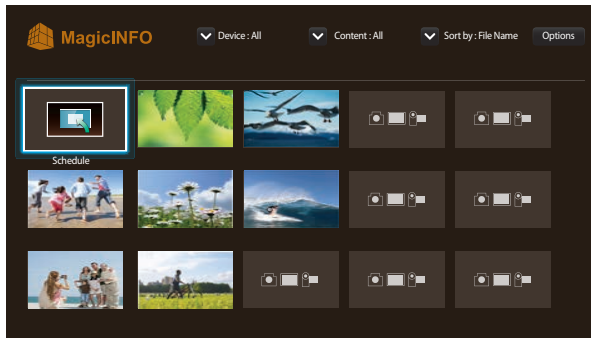 MagicINFO
Device : All
Content : All
Sort by : File Name
Options
Schedule